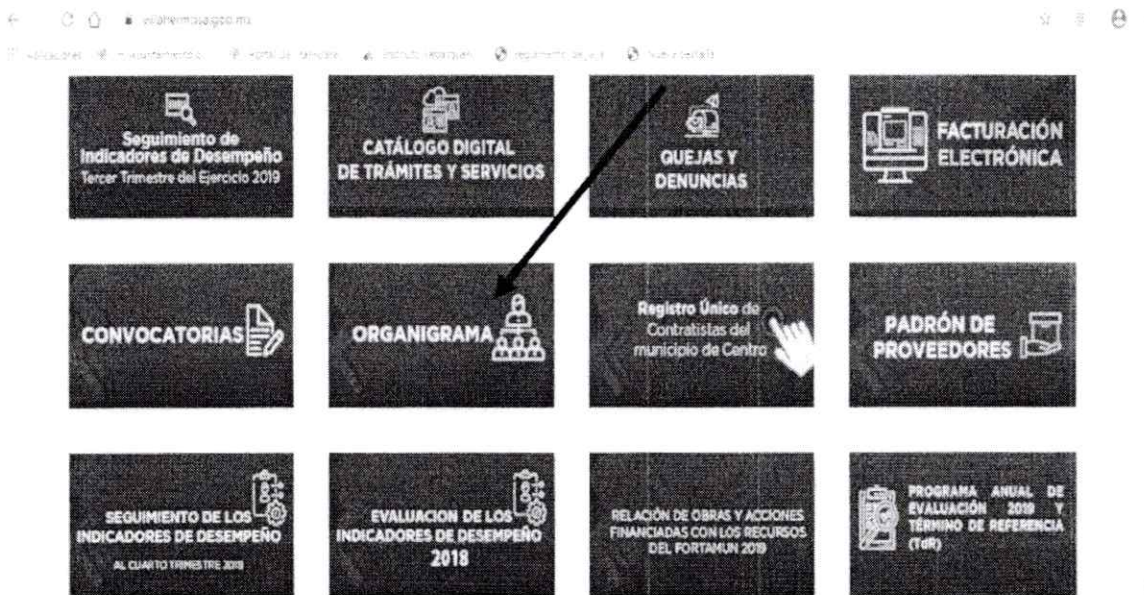 villahermosa.gob.mx
Seguimiento de
Indicadores de Desempeño
Tercer Trimestre del Ejercicio 2019
CATÁLOGO DIGITAL
DE TRÁMITES Y SERVICIOS
QUEJAS Y
DENUNCIAS
FACTURACIÓN
ELECTRÓNICA
CONVOCATORIAS
ORGANIGRAMA
Registro Único de
Contratistas del
municipio de Centro
PADRÓN DE
PROVEEDORES
SEGUIMIENTO DE LOS
INDICADORES DE DESEMPEÑO
AL CUARTO TRIMESTRE 2018
EVALUACION DE LOS
INDICADORES DE DESEMPEÑO
2018
RELACIÓN DE OBRAS Y ACCIONES
FINANCIADAS CON LOS RECURSOS
DEL FORTAMUN 2019
PROGRAMA ANUAL DE
EVALUACIÓN 2019 Y
TÉRMINO DE REFERENCIA
(TdR)